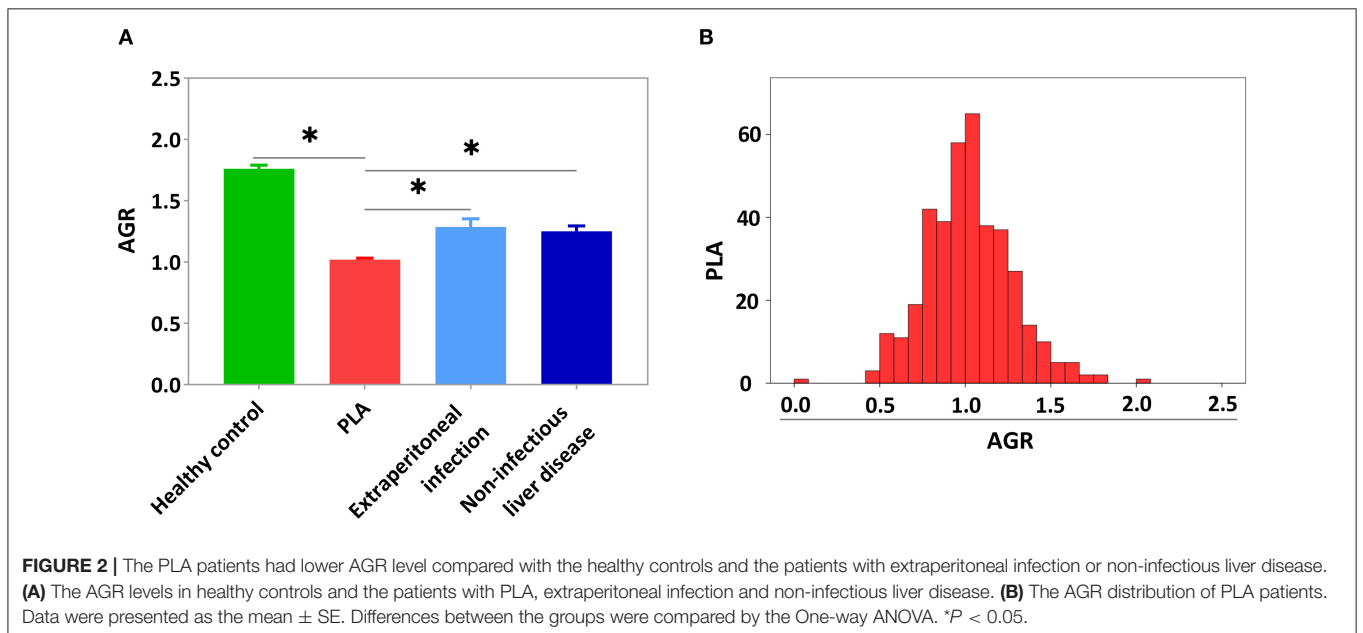 A
B
2.5
2.0
1.5
1.0
0.5
0.0
AGR
*
*
*
Healthy control
PLA
Extraperitoneal
infection
Non-infectious
liver disease
60
40
20
0
PLA
0.0 0.5 1.0 1.5 2.0 2.5
AGR
FIGURE 2 | The PLA patients had lower AGR level compared with the healthy controls and the patients with extraperitoneal infection or non-infectious liver disease.
(A) The AGR levels in healthy controls and the patients with PLA, extraperitoneal infection and non-infectious liver disease. (B) The AGR distribution of PLA patients.
Data were presented as the mean ± SE. Differences between the groups were compared by the One-way ANOVA. *P < 0.05.